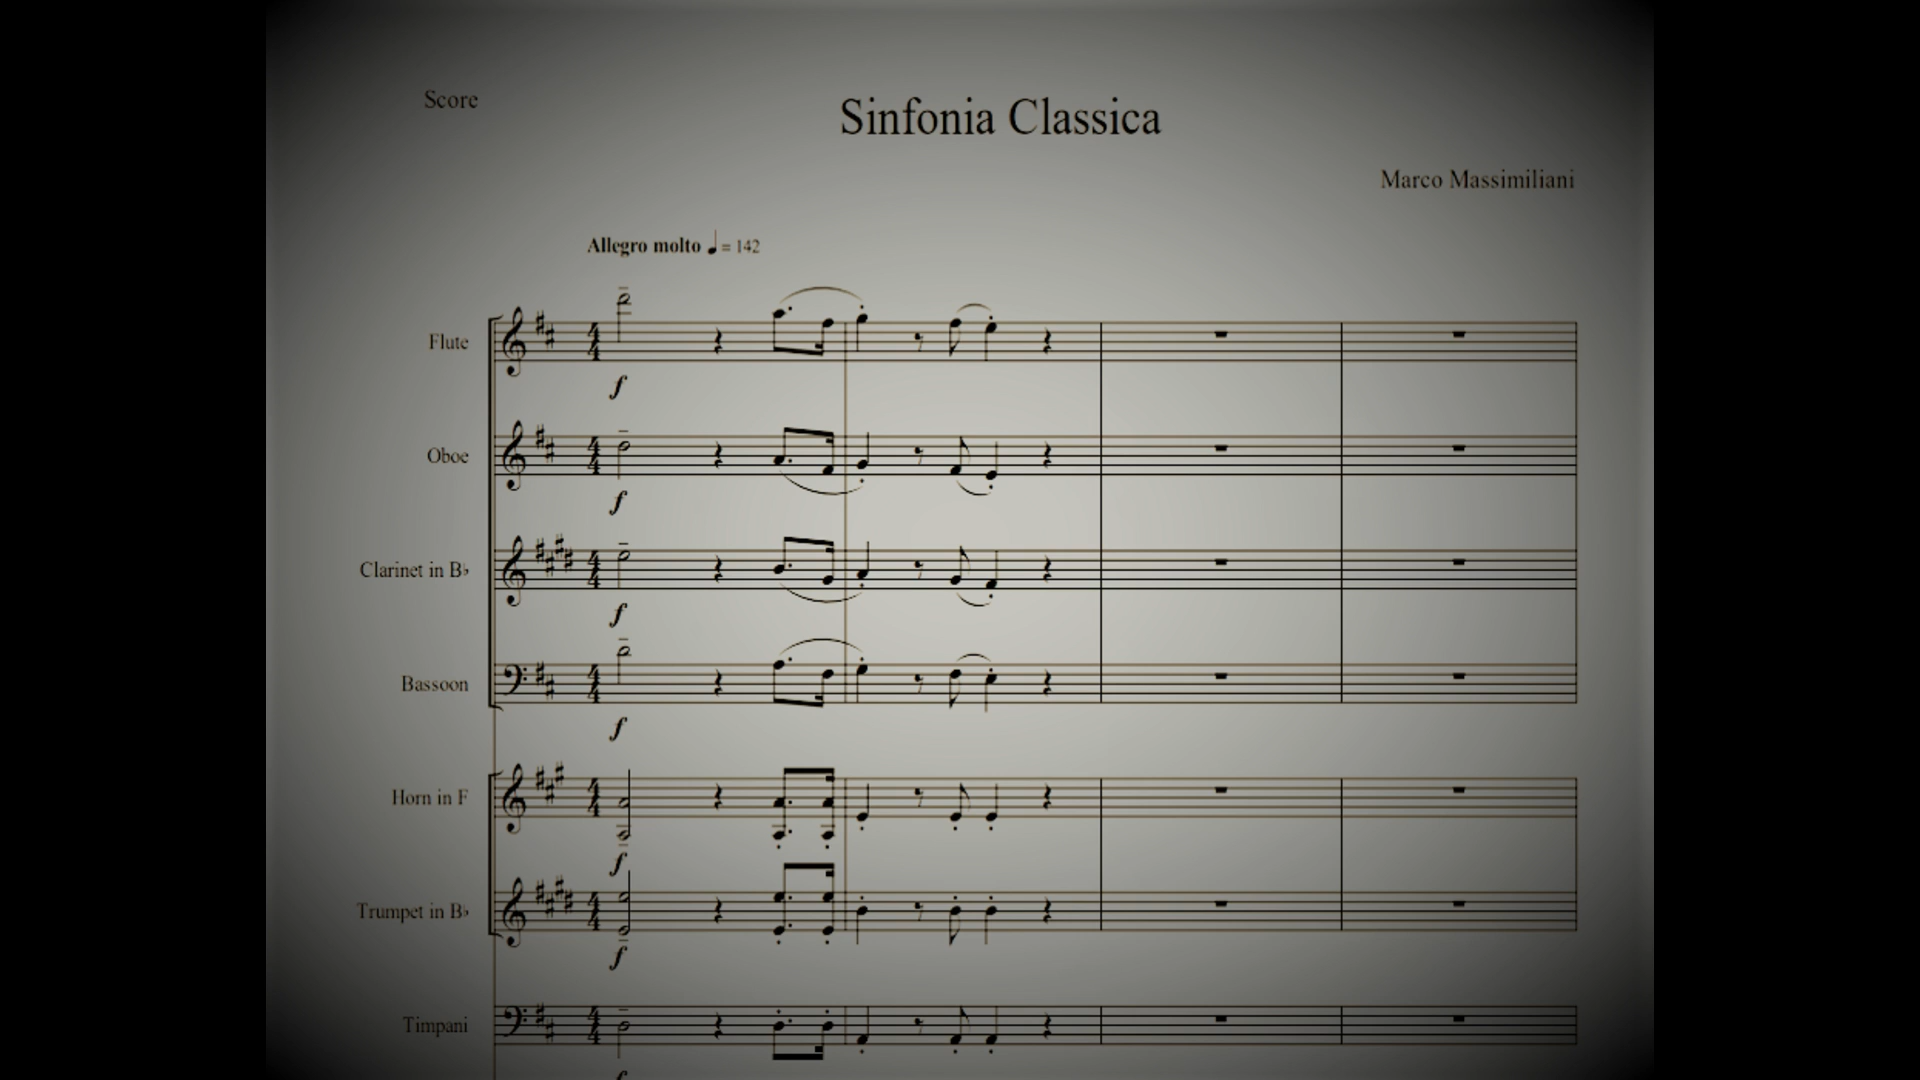 Score
Sinfonia Classica
Marco Massimiliani
Allegro molto ♩ = 142
Flute
f
Oboe
f
Clarinet in B♭
f
Bassoon
f
Horn in F
f
Trumpet in B♭
f
Timpani
f